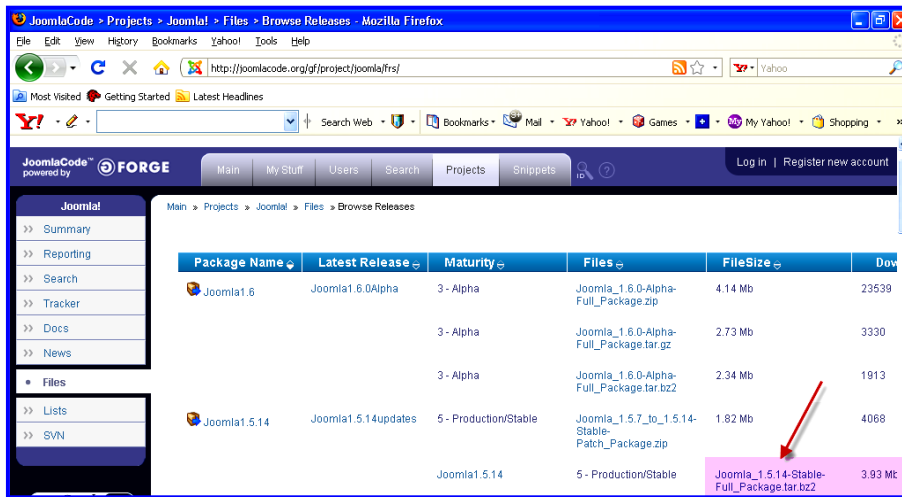 JoomlaCode > Projects > Joomla! > Files > Browse Releases - Mozilla Firefox
File Edit View History Bookmarks Yahoo! Tools Help
http://joomlacode.org/gf/project/joomla/frs/ Yahoo
Most Visited Getting Started Latest Headlines
Y! Search Web Bookmarks Mail Yahoo! Games My Yahoo! Shopping »
JoomlaCode™ powered by FORGE Main My Stuff Users Search Projects Snippets ID Log in | Register new account
Joomla! Main » Projects » Joomla! » Files » Browse Releases
Summary
Reporting
Search
Tracker
Docs
News
Files
Lists
SVN
Package Name Latest Release Maturity Files FileSize Dow
Joomla1.6 Joomla1.6.0Alpha 3 - Alpha Joomla_1.6.0-Alpha- 4.14 Mb 23539
Full_Package.zip
3 - Alpha Joomla_1.6.0-Alpha- 2.73 Mb 3330
Full_Package.tar.gz
3 - Alpha Joomla_1.6.0-Alpha- 2.34 Mb 1913
Full_Package.tar.bz2
Joomla1.5.14 Joomla1.5.14updates 5 - Production/Stable Joomla_1.5.7_to_1.5.14- 1.82 Mb 4068
Stable-
Patch_Package.zip
Joomla1.5.14 5 - Production/Stable Joomla_1.5.14-Stable- 3.93 Mb
Full_Package.tar.bz2